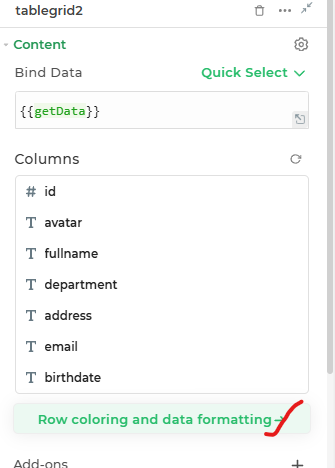 tablegrid2
Content
Bind Data Quick Select
{{getData}}
Columns
# id
T avatar
T fullname
T department
T address
T email
T birthdate
Row coloring and data formatting→
Add-ons +